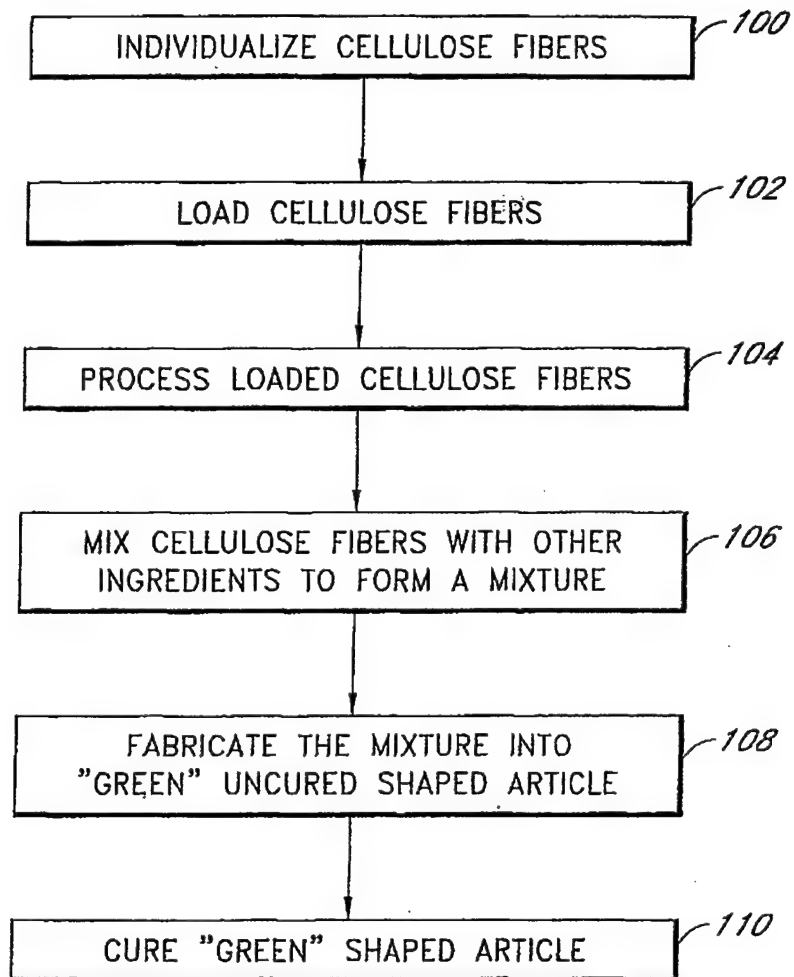 INDIVIDUALIZE CELLULOSE FIBERS 100
LOAD CELLULOSE FIBERS 102
PROCESS LOADED CELLULOSE FIBERS 104
MIX CELLULOSE FIBERS WITH OTHER 106
INGREDIENTS TO FORM A MIXTURE
FABRICATE THE MIXTURE INTO 108
"GREEN" UNCURED SHAPED ARTICLE
CURE "GREEN" SHAPED ARTICLE 110